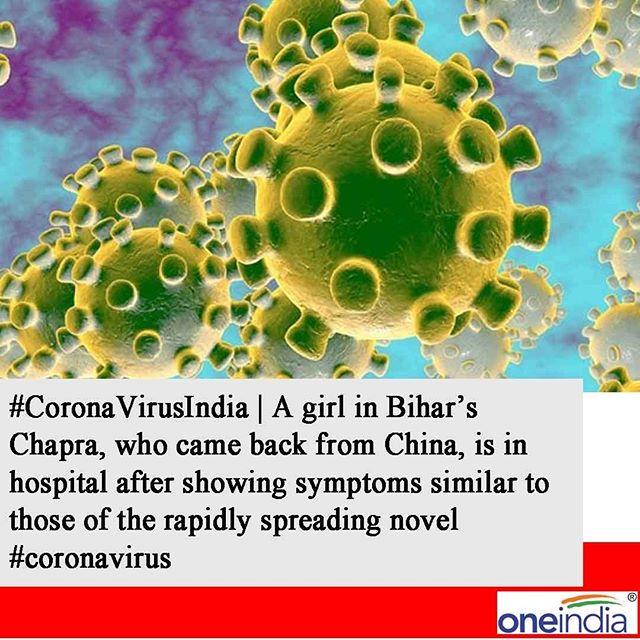 #CoronaVirusIndia | A girl in Bihar's
Chapra, who came back from China, is in
hospital after showing symptoms similar to
those of the rapidly spreading novel
#coronavirus
oneindia®